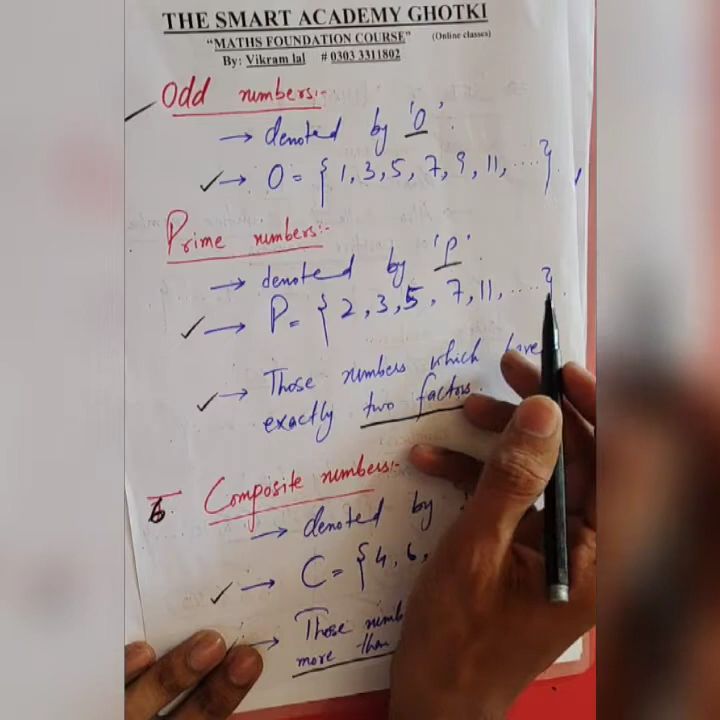 THE SMART ACADEMY GHOTKI
"MATHS FOUNDATION COURSE" (Online classes)
By: Vikram lal # 0303 3311802
Odd numbers:-
→ denoted by 'O'.
✓→ O = { 1, 3, 5, 7, 9, 11, ..... }
Prime numbers:-
→ denoted by 'P'.
✓→ P = { 2, 3, 5, 7, 11, ..... }
✓→ Those numbers which have
exactly two factors.
Composite numbers:-
→ denoted by
✓→ C = { 4, 6,
→ Those
more than